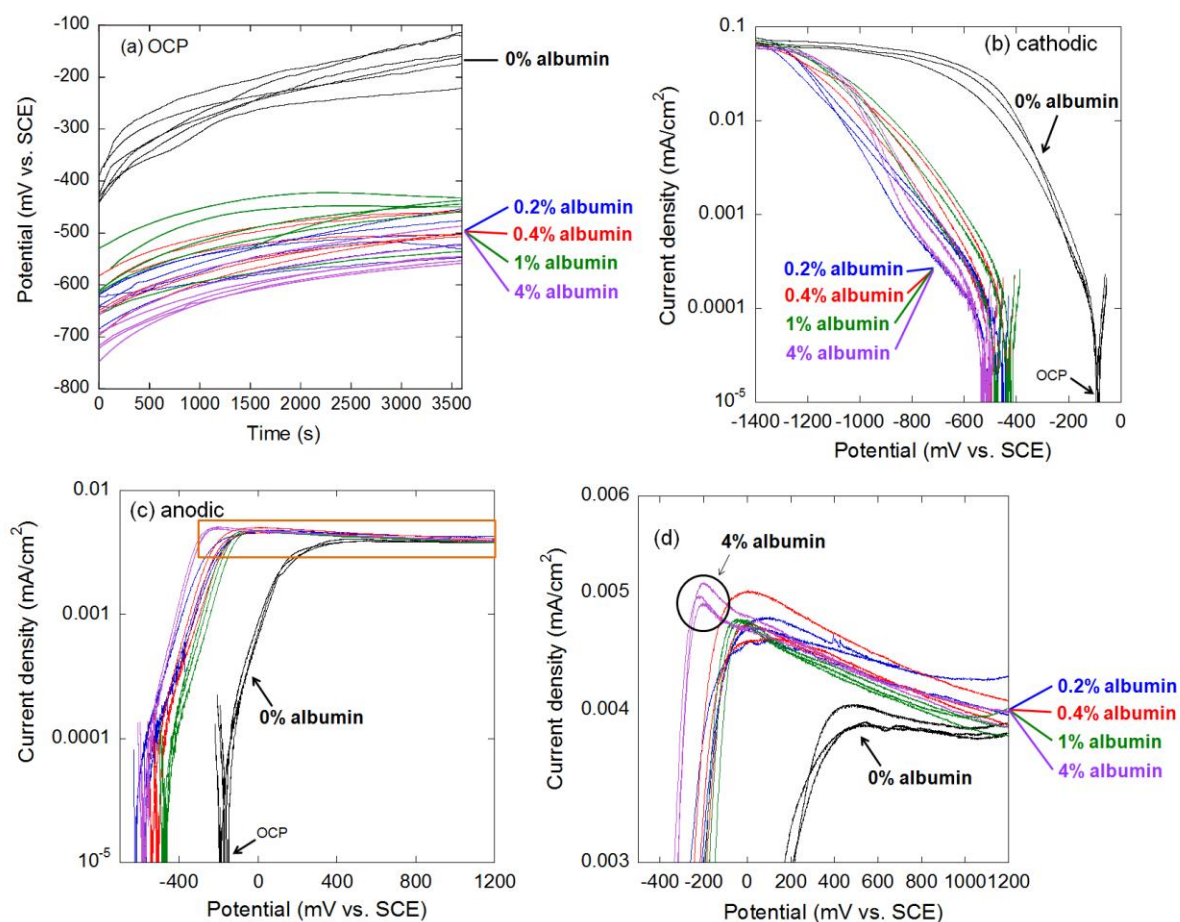 (a) OCP
-100
-200
-300
-400
-500
-600
-700
-800
Potential (mV vs. SCE)
0 500 1000 1500 2000 2500 3000 3500
Time (s)
0% albumin
0.2% albumin
0.4% albumin
1% albumin
4% albumin
(b) cathodic
0.1
0.01
0.001
0.0001
10-5
Current density (mA/cm2)
0% albumin
0.2% albumin
0.4% albumin
1% albumin
4% albumin
OCP
-1400 -1200 -1000 -800 -600 -400 -200 0
Potential (mV vs. SCE)
(c) anodic
0.01
0.001
0.0001
10-5
Current density (mA/cm2)
0% albumin
OCP
-400 0 400 800 1200
Potential (mV vs. SCE)
(d)
0.006
0.005
0.004
0.003
Current density (mA/cm2)
4% albumin
0% albumin
0.2% albumin
0.4% albumin
1% albumin
4% albumin
-400 -200 0 200 400 600 800 1000 1200
Potential (mV vs. SCE)